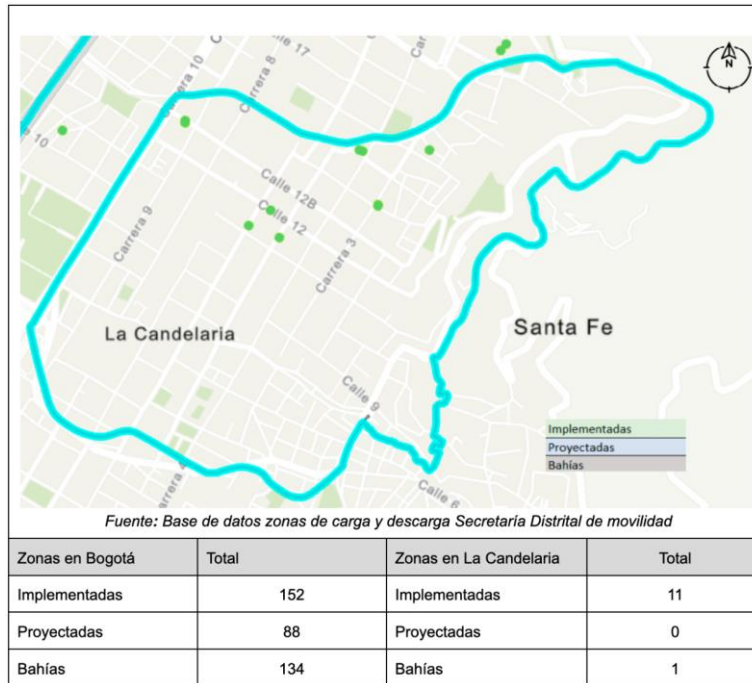 Calle 17
Carrera 10
Carrera 8
N
10
Calle 12B
Calle 12
Carrera 9
Carrera 3
La Candelaria
Santa Fe
Calle 9
Implementadas
Proyectadas
Bahías
Carrera 4
Calle 6
Fuente: Base de datos zonas de carga y descarga Secretaría Distrital de movilidad
Zonas en Bogotá Total Zonas en La Candelaria Total
Implementadas 152 Implementadas 11
Proyectadas 88 Proyectadas 0
Bahías 134 Bahías 1